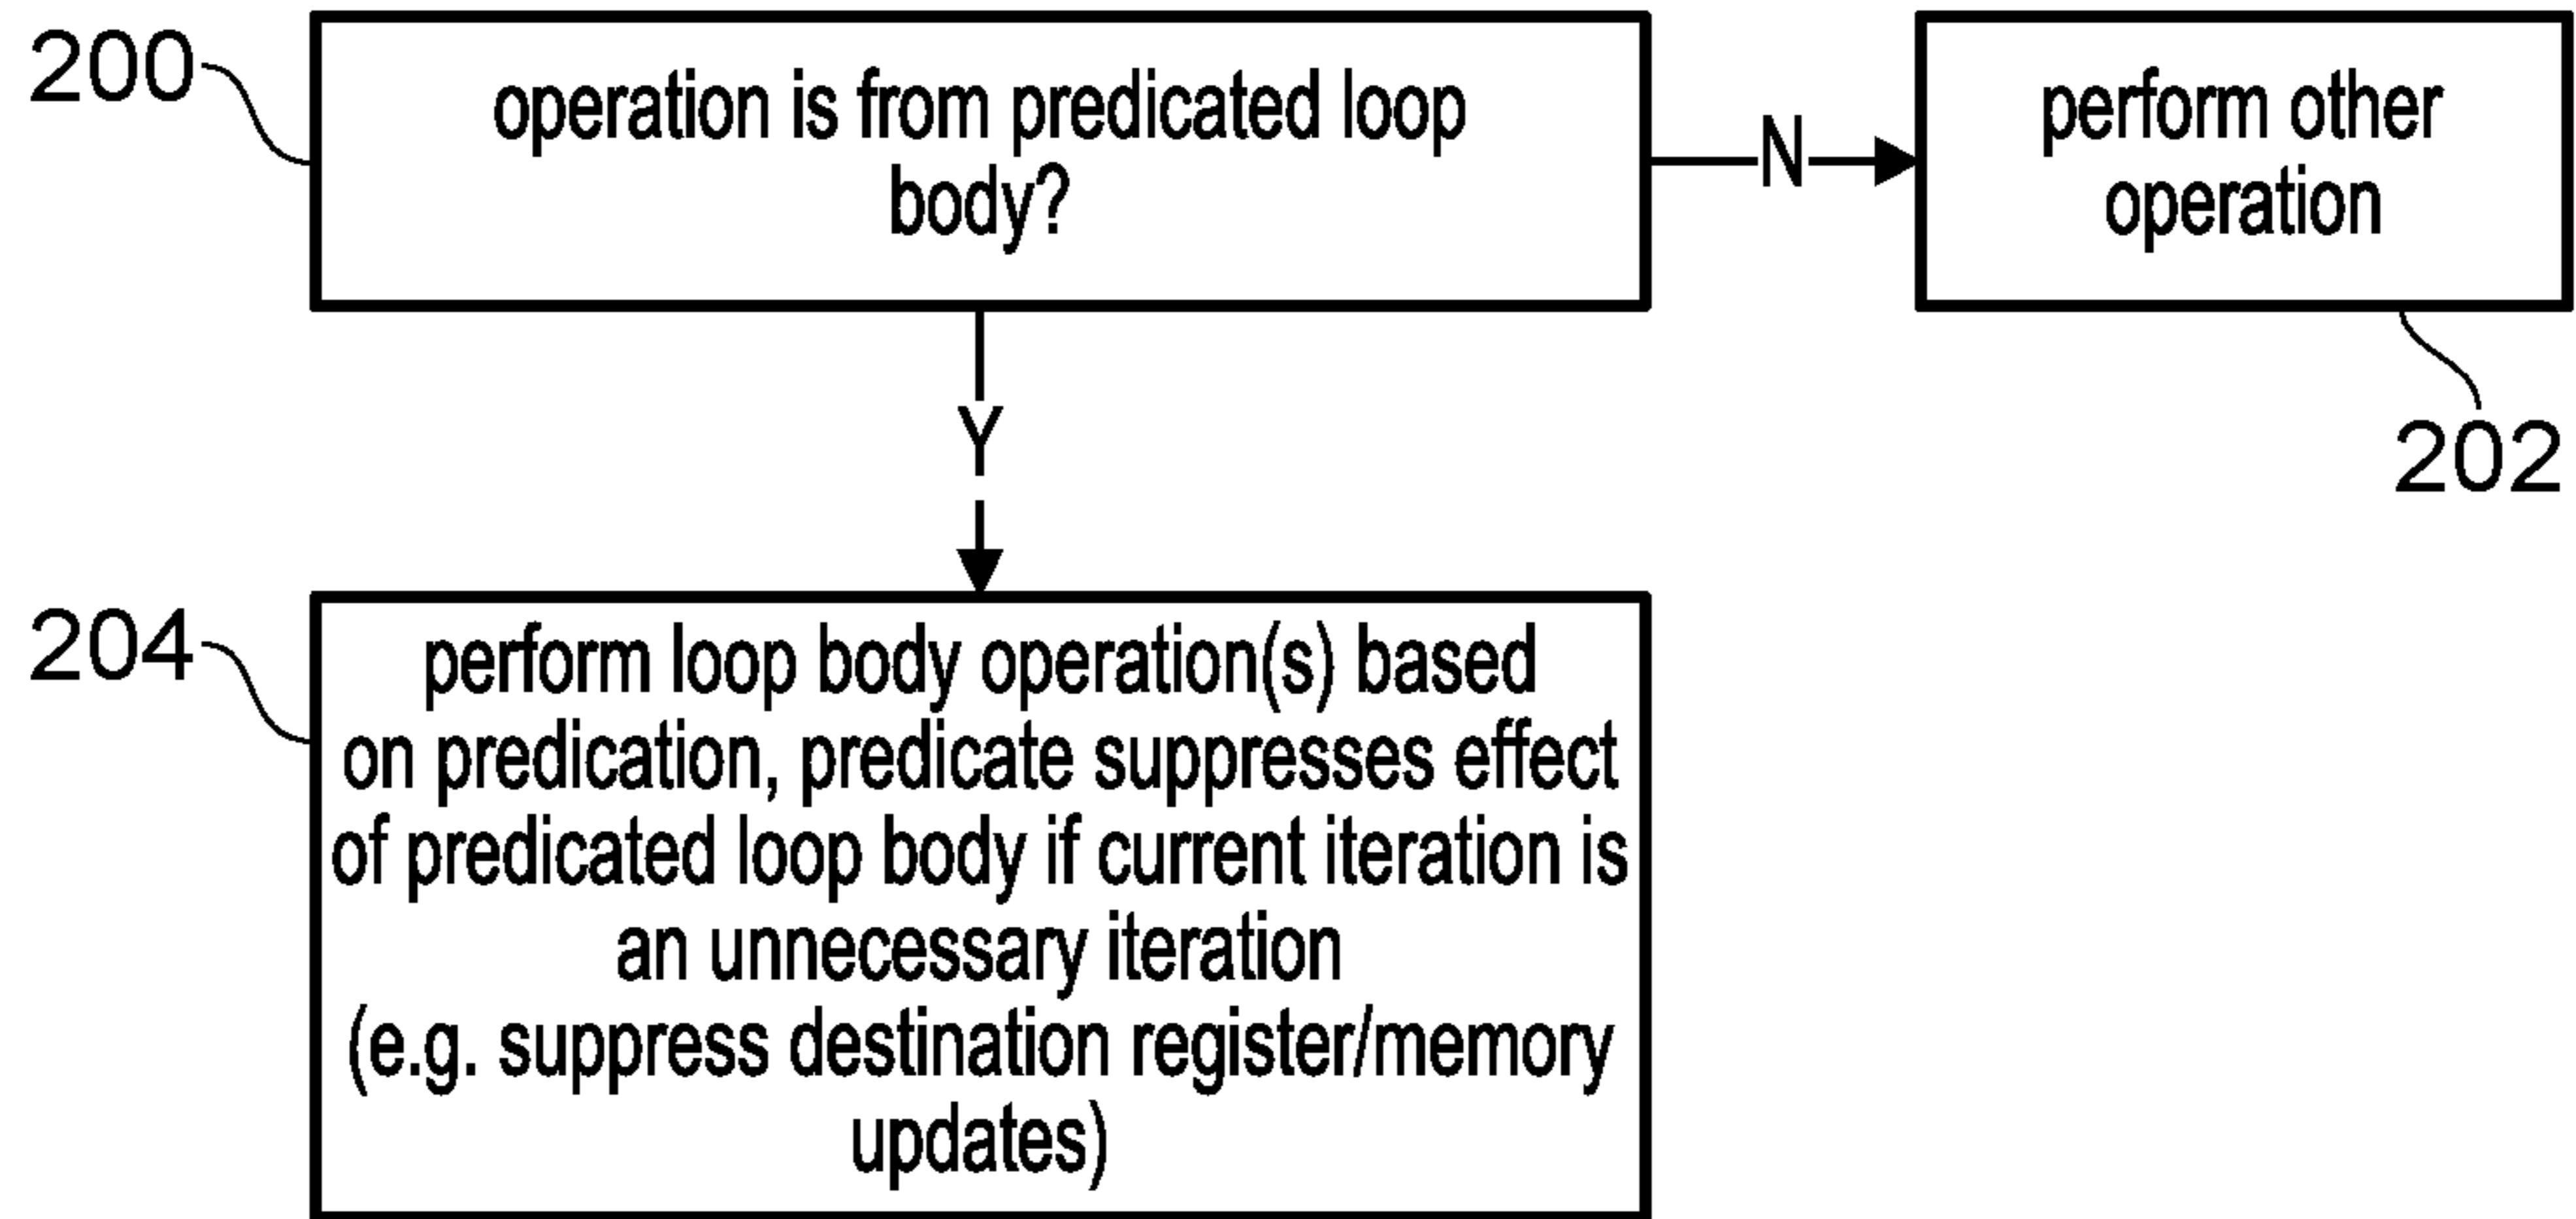 200
operation is from predicated loop
body?
N
perform other
operation
202
Y
204
perform loop body operation(s) based
on predication, predicate suppresses effect
of predicated loop body if current iteration is
an unnecessary iteration
(e.g. suppress destination register/memory
updates)